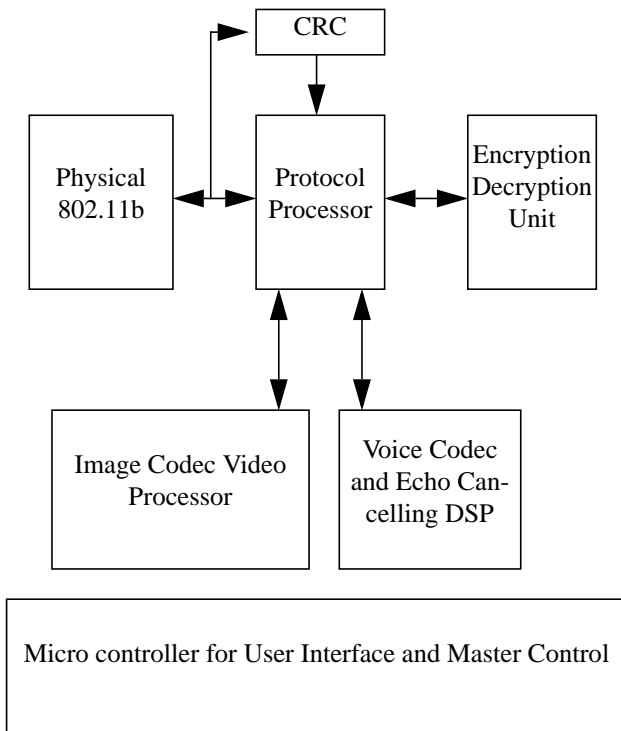 CRC
Physical
802.11b
Protocol
Processor
Encryption
Decryption
Unit
Image Codec Video
Processor
Voice Codec
and Echo Can-
celling DSP
Micro controller for User Interface and Master Control